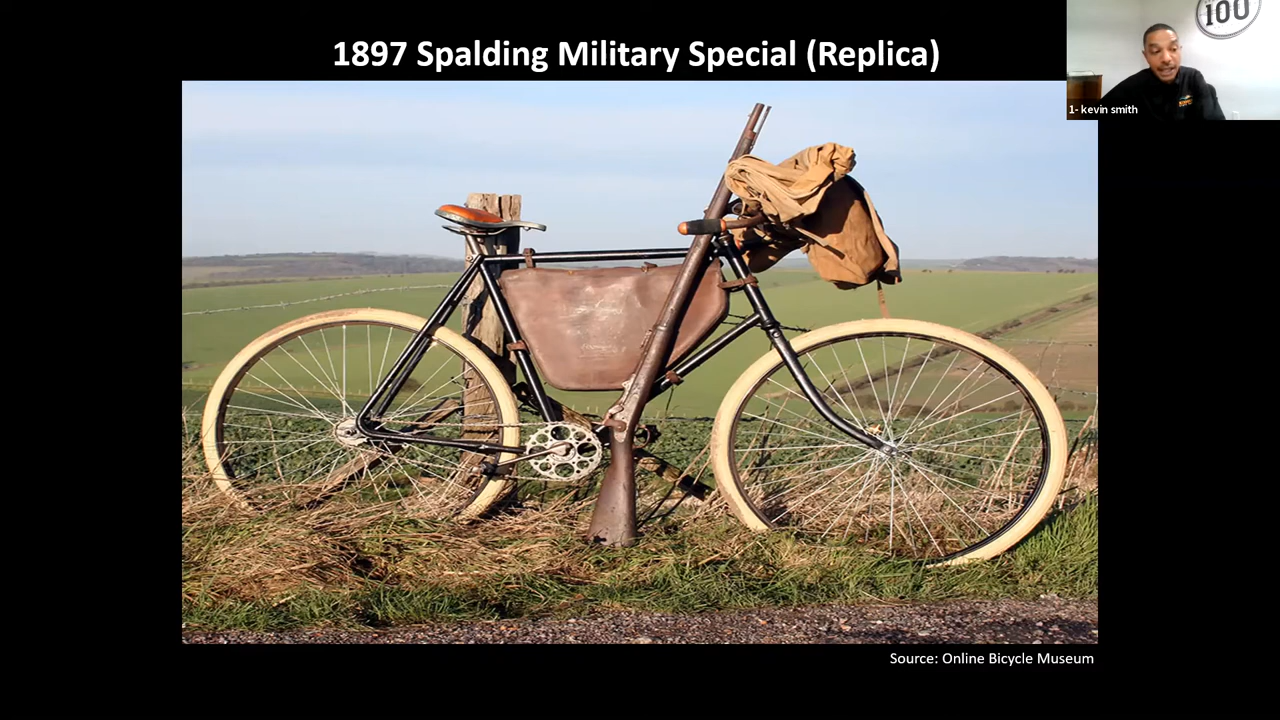 1897 Spalding Military Special (Replica)
100
1- kevin smith
Source: Online Bicycle Museum